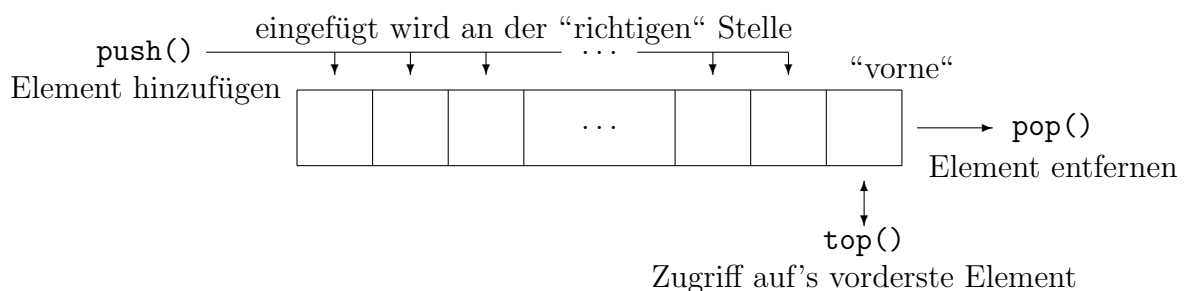 eingefügt wird an der “richtigen“ Stelle
push()
· · ·
Element hinzufügen
“vorne“
· · ·
pop()
Element entfernen
top()
Zugriff auf's vorderste Element